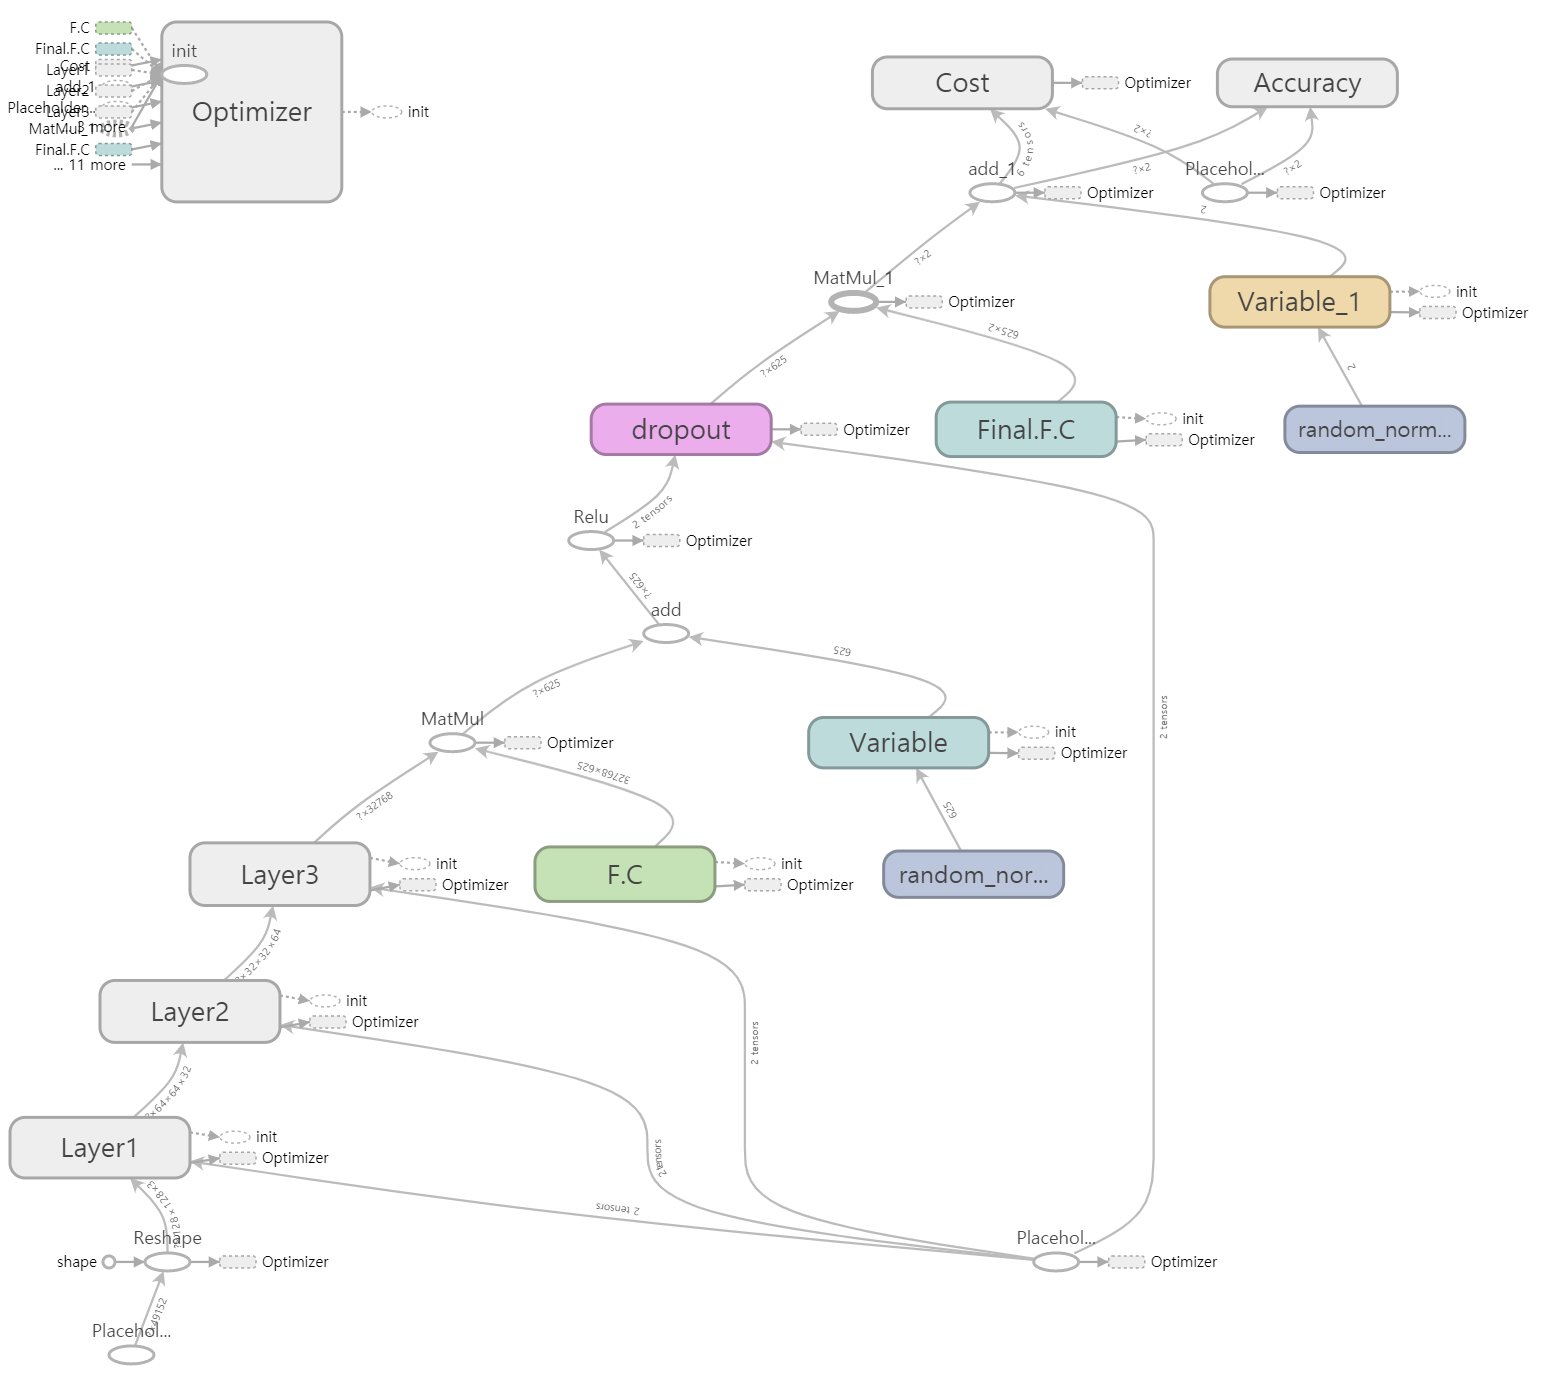 F.C
Final.F.C
Cost
Layer1
add_1
Layer2
Placeholder...
Layer3
... 3 more
MatMul_1
Final.F.C
... 11 more
init
Optimizer
init
Cost
Optimizer
Accuracy
6 tensors
?×2
?×2
?×2
add_1
Optimizer
Placehol...
Optimizer
2
?×2
MatMul_1
Optimizer
Variable_1
init
Optimizer
625×2
2
?×625
dropout
Optimizer
Final.F.C
init
Optimizer
random_norm...
2 tensors
Relu
Optimizer
?×625
add
625
?×625
MatMul
Optimizer
Variable
init
Optimizer
2 tensors
32768×625
625
?×32768
Layer3
init
Optimizer
F.C
init
Optimizer
random_nor...
?×32×32×64
Layer2
init
Optimizer
2 tensors
?×64×64×32
Layer1
init
Optimizer
2 tensors
2 tensors
?×128×128×3
Reshape
shape
Optimizer
Placehol...
Optimizer
?×49152
Placehol...